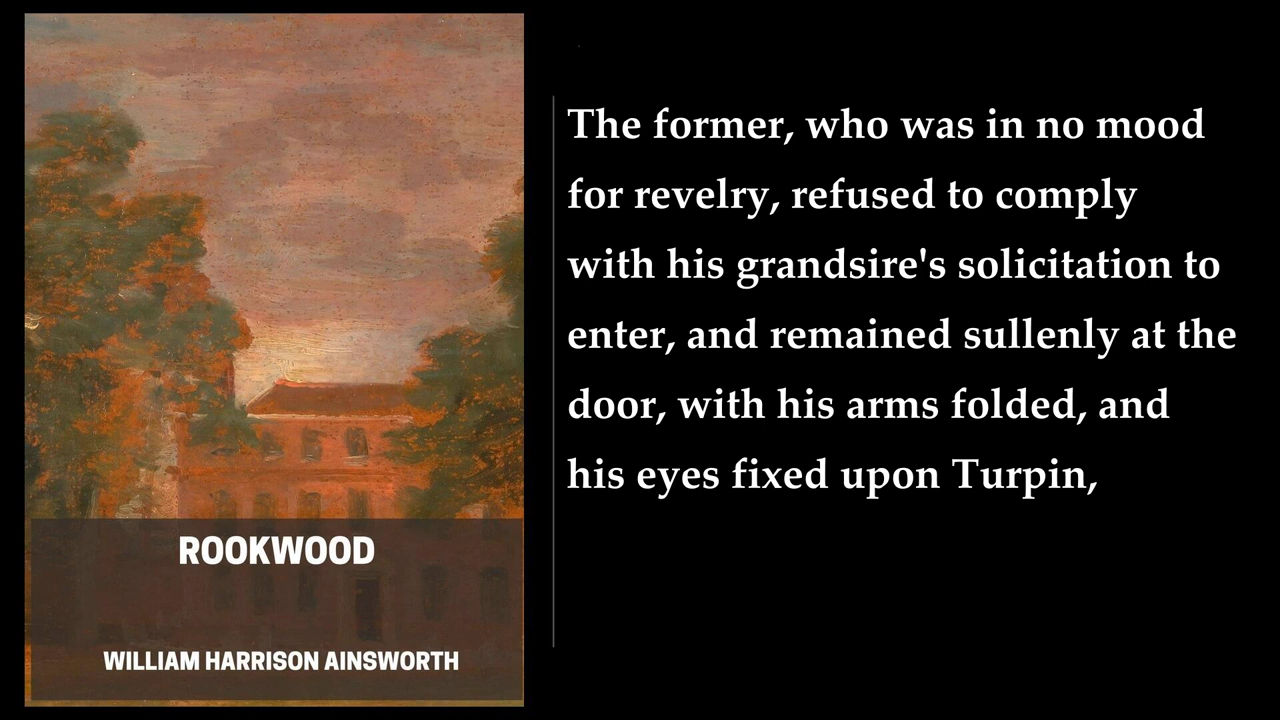 ROOKWOOD
WILLIAM HARRISON AINSWORTH
The former, who was in no mood
for revelry, refused to comply
with his grandsire's solicitation to
enter, and remained sullenly at the
door, with his arms folded, and
his eyes fixed upon Turpin,